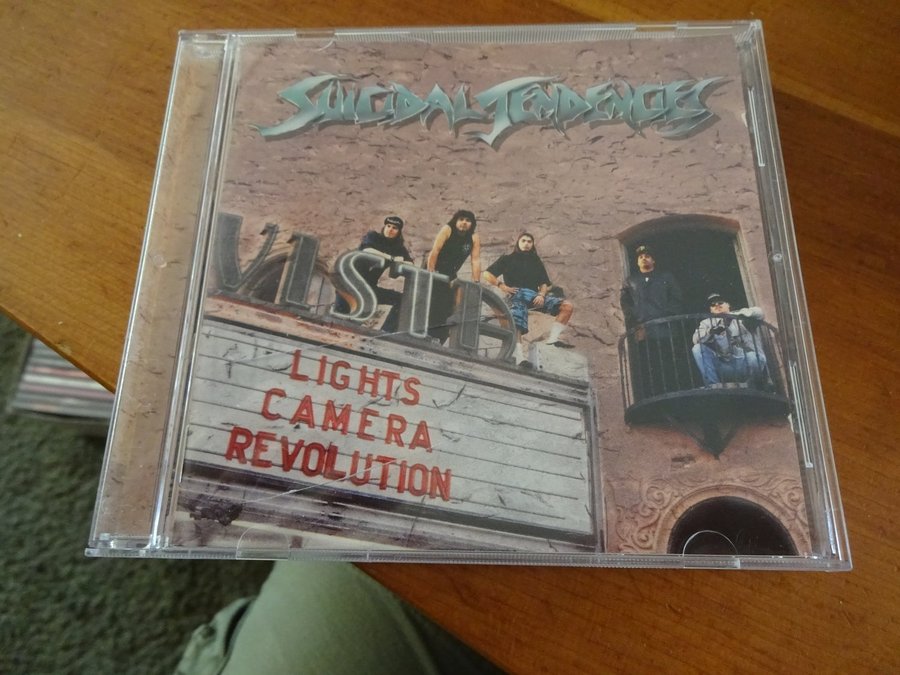 SUICIDAL TENDENCIES
VISTA
LIGHTS
CAMERA
REVOLUTION